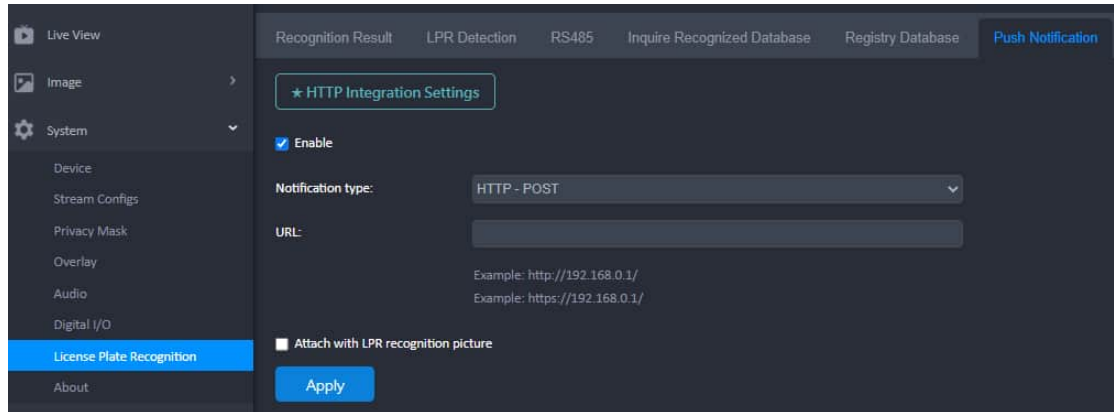 Live View
Image
System
Device
Stream Configs
Privacy Mask
Overlay
Audio
Digital I/O
License Plate Recognition
About
Recognition Result LPR Detection RS485 Inquire Recognized Database Registry Database Push Notification
★ HTTP Integration Settings
Enable
Notification type: HTTP - POST
URL:
Example: http://192.168.0.1/
Example: https://192.168.0.1/
Attach with LPR recognition picture
Apply